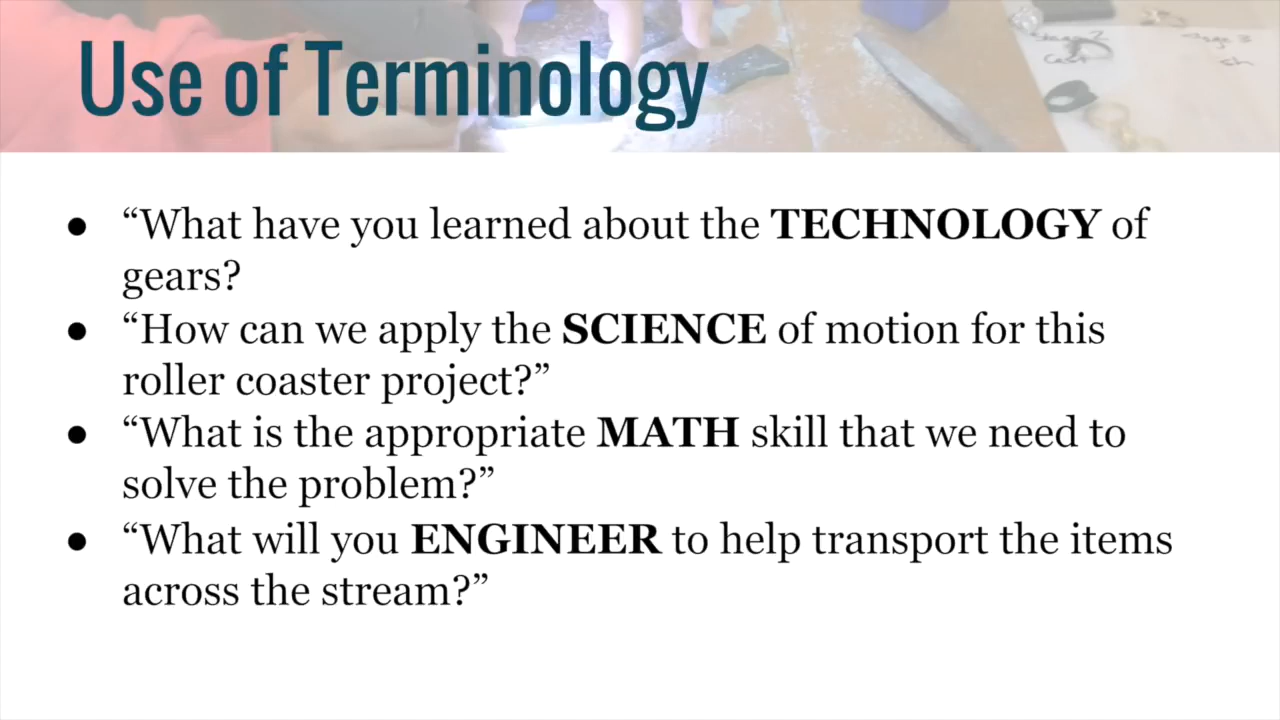 Use of Terminology
● “What have you learned about the TECHNOLOGY of
gears?
● “How can we apply the SCIENCE of motion for this
roller coaster project?”
● “What is the appropriate MATH skill that we need to
solve the problem?”
● “What will you ENGINEER to help transport the items
across the stream?”